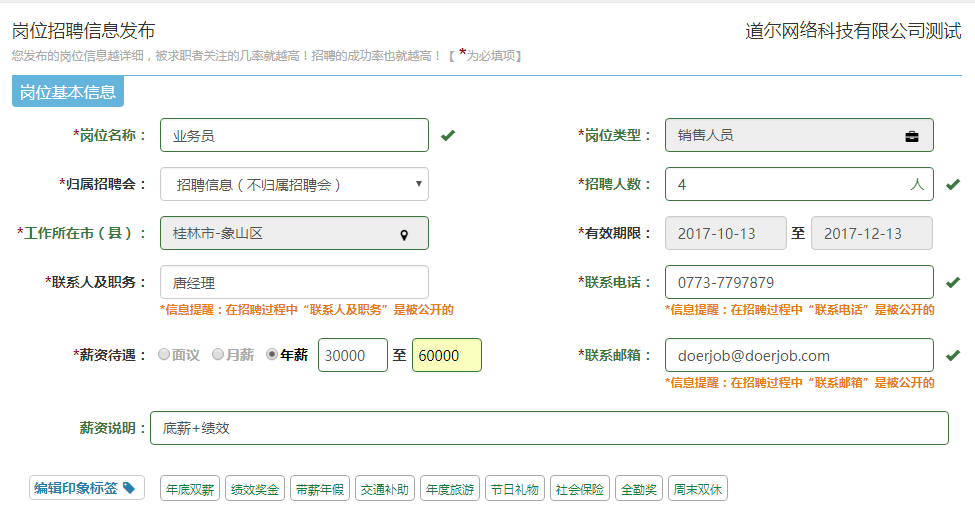 岗位招聘信息发布 道尔网络科技有限公司测试
您发布的岗位信息越详细，被求职者关注的几率就越高！招聘的成功率也就越高！【 *为必填项】
岗位基本信息
*岗位名称： 业务员 *岗位类型： 销售人员
*归属招聘会： 招聘信息（不归属招聘会） *招聘人数： 4 人
*工作所在市（县）： 桂林市-象山区 *有效期限： 2017-10-13 至 2017-12-13
*联系人及职务： 唐经理 *联系电话： 0773-7797879
*信息提醒：在招聘过程中“联系人及职务”是被公开的 *信息提醒：在招聘过程中“联系电话”是被公开的
*薪资待遇： 面议 月薪 年薪 30000 至 60000 *联系邮箱： doerjob@doerjob.com
*信息提醒：在招聘过程中“联系邮箱”是被公开的
薪资说明： 底薪+绩效
编辑印象标签 年底双薪 绩效奖金 带薪年假 交通补助 年度旅游 节日礼物 社会保险 全勤奖 周末双休